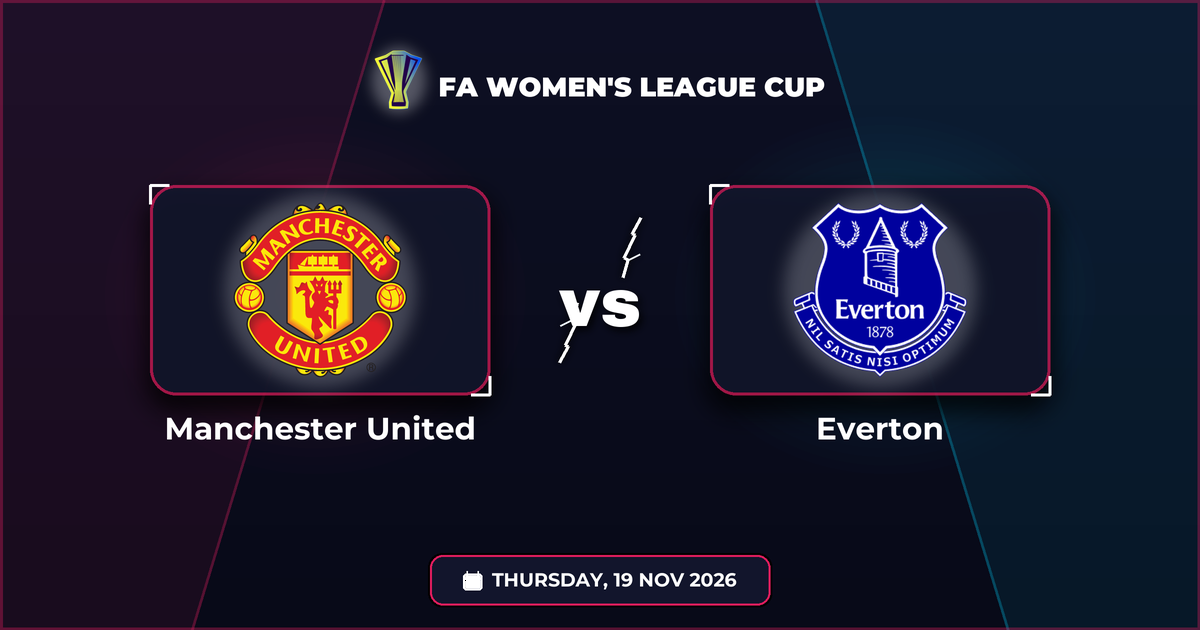 FA WOMEN'S LEAGUE CUP
MANCHESTER
UNITED
®
VS
Everton
1878
NIL SATIS NISI OPTIMUM
Manchester United
Everton
THURSDAY, 19 NOV 2026